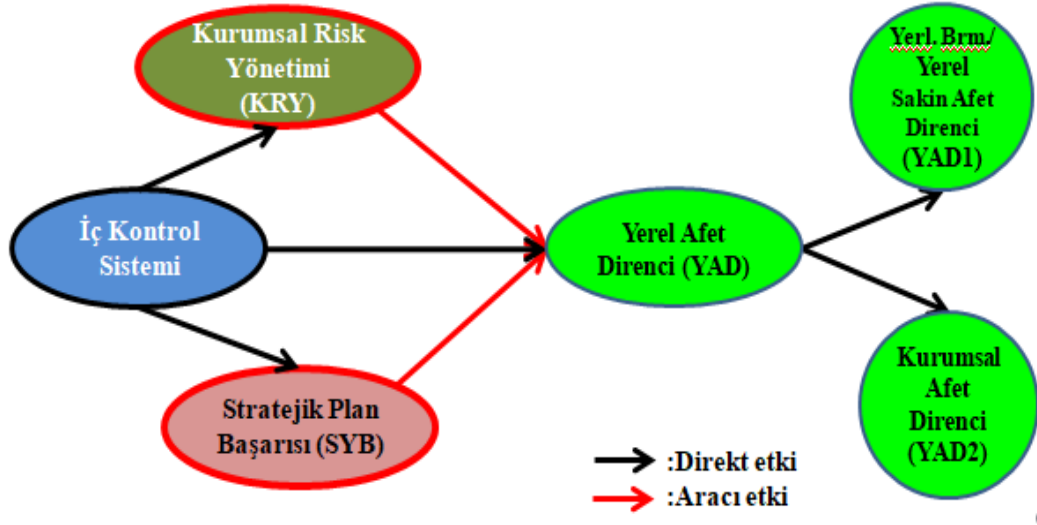 Kurumsal Risk
Yönetimi
(KRY)
İç Kontrol
Sistemi
Stratejik Plan
Başarısı (SYB)
Yerel Afet
Direnci (YAD)
Yerl. Brm./
Yerel
Sakin Afet
Direnci
(YAD1)
Kurumsal
Afet
Direnci
(YAD2)
:Direkt etki
:Aracı etki